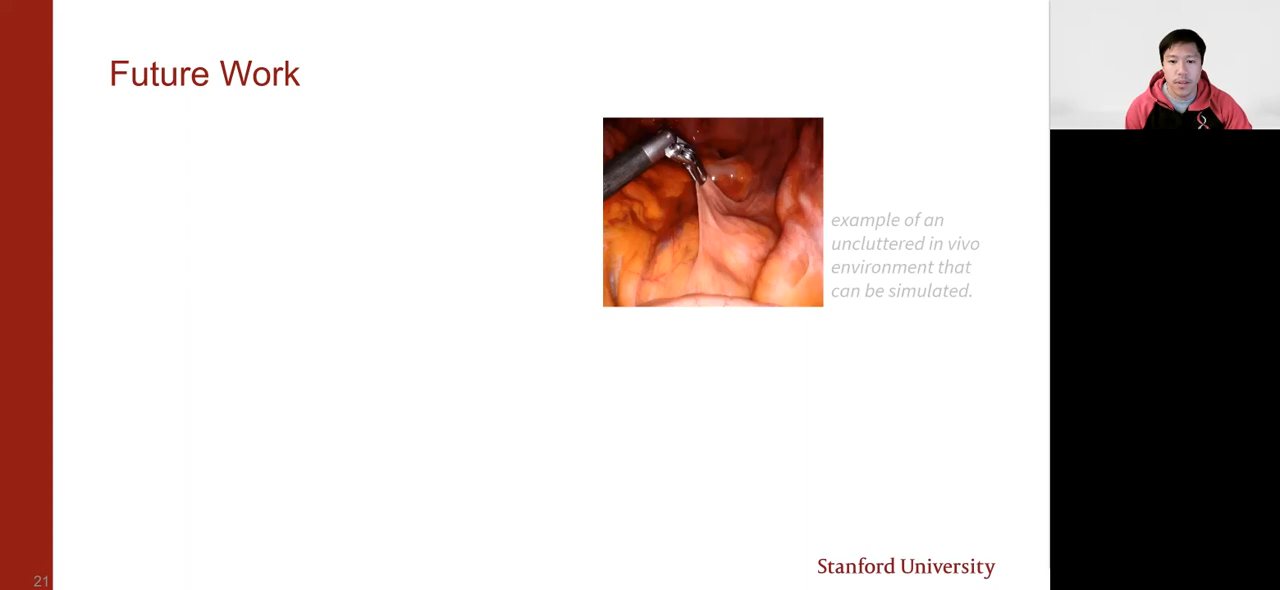 Future Work
example of an
uncluttered in vivo
environment that
can be simulated.
Stanford University
21